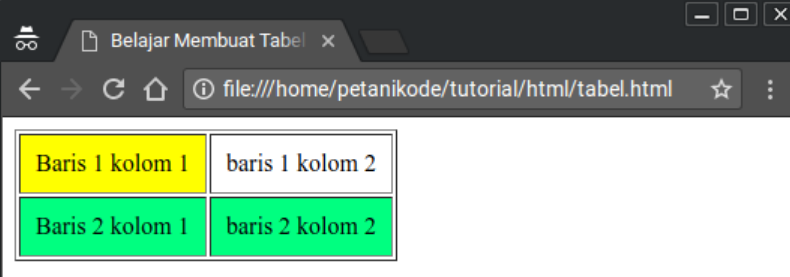 Belajar Membuat Tabel
file:///home/petanikode/tutorial/html/tabel.html
Baris 1 kolom 1 baris 1 kolom 2
Baris 2 kolom 1 baris 2 kolom 2